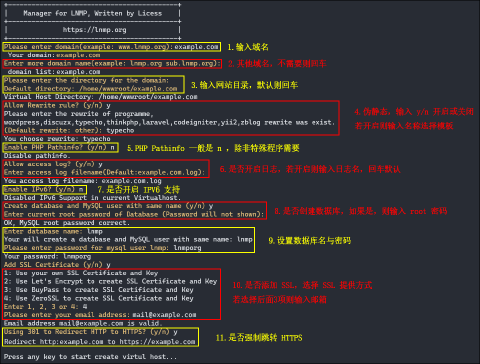 +------------------------------------------+
|    Manager for LNMP, Written by Licess    |
+------------------------------------------+
|              https://lnmp.org             |
+------------------------------------------+
Please enter domain(example: www.lnmp.org): example.com
1.输入域名
Your domain:example.com
Enter more domain name(example: lnmp.org sub.lnmp.org):
2.其他域名，不需要则回车
domain list:example.com
Please enter the directory for the domain:
Default directory: /home/wwwroot/example.com
3.输入网站目录，默认则回车
Virtual Host Directory: /home/wwwroot/example.com
Allow Rewrite rule? (y/n) y
Please enter the rewrite of programme,
wordpress,discuzx,typecho,thinkphp,laravel,codeigniter,yii2,zblog rewrite was exist.
(Default rewrite: other): typecho
4.伪静态，输入 y/n 开启或关闭
若开启则输入名称选择模板
You choose rewrite: typecho
Enable PHP Pathinfo? (y/n) n
5.PHP Pathinfo 一般是 n ，除非特殊程序需要
Disable pathinfo.
Allow access log? (y/n) y
Enter access log filename(Default:example.com.log):
6.是否开启日志，若开启则输入日志名，回车默认
You access log filename: example.com.log
Enable IPv6? (y/n) n
7.是否开启 IPV6 支持
Disabled IPv6 Support in current Virtualhost.
Create database and MySQL user with same name (y/n) y
Enter current root password of Database (Password will not shown):
8.是否创建数据库，如果是，则输入 root 密码
OK, MySQL root password correct.
Enter database name: lnmp
Your will create a database and MySQL user with same name: lnmp
Please enter password for mysql user lnmp: lnmporg
9.设置数据库名与密码
Your password: lnmporg
Add SSL Certificate (y/n) y
1: Use your own SSL Certificate and Key
2: Use Let's Encrypt to create SSL Certificate and Key
3: Use BuyPass to create SSL Certificate and Key
4: Use ZeroSSL to create SSL Certificate and Key
Enter 1, 2, 3 or 4: 4
Please enter your email address: mail@example.com
10.是否添加 SSL，选择 SSL 提供方式
若选择后面3项则输入邮箱
Email address mail@example.com is valid.
Using 301 to Redirect HTTP to HTTPS? (y/n) y
Redirect http:example.com to https://example.com
11.是否强制跳转 HTTPS
Press any key to start create virtul host...